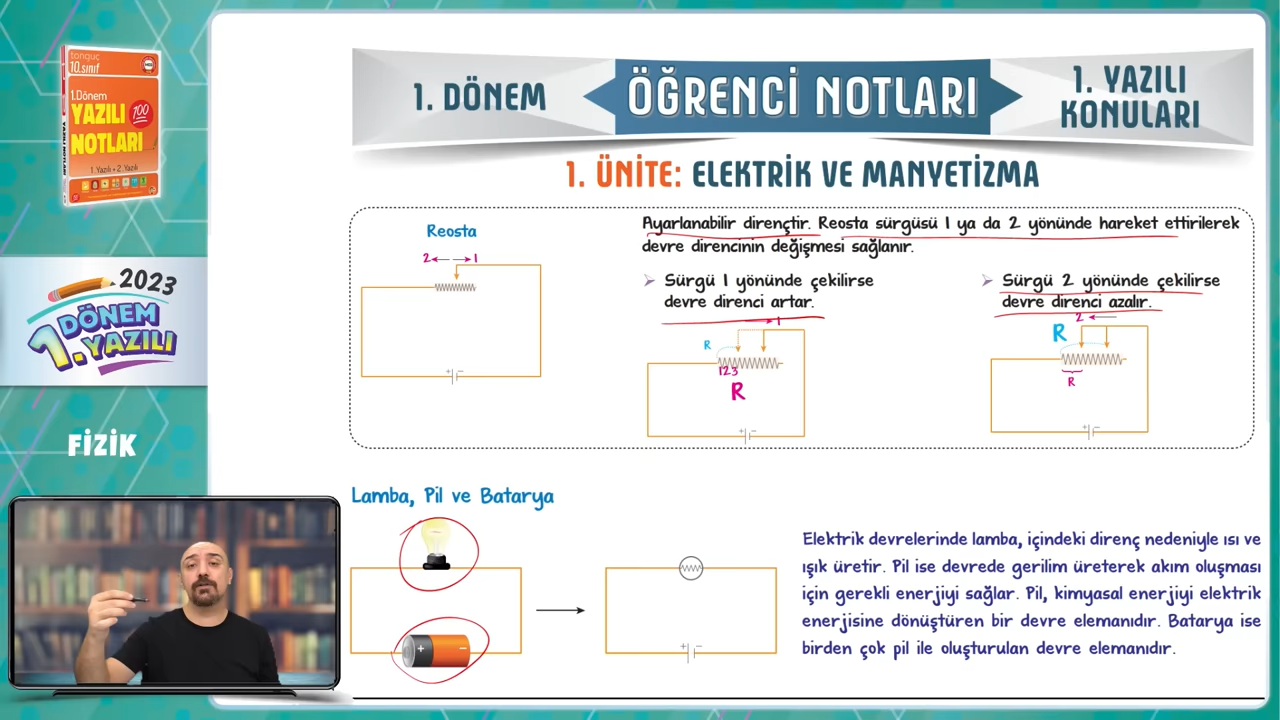 tonguç
10.sınıf
1.Dönem
YAZILI
100
NOTLARI
1.Yazılı + 2.Yazılı
YAZILI NOTLARI
2023
1. DÖNEM
1. YAZILI
FİZİK
1. DÖNEM
ÖĞRENCİ NOTLARI
1. YAZILI
KONULARI
1. ÜNİTE: ELEKTRİK VE MANYETİZMA
Reosta
2 1
+ -
Ayarlanabilir dirençtir. Reosta sürgüsü 1 ya da 2 yönünde hareket ettirilerek
devre direncinin değişmesi sağlanır.
➢ Sürgü 1 yönünde çekilirse
devre direnci artar.
1
R
123
R
+ -
➢ Sürgü 2 yönünde çekilirse
devre direnci azalır.
2
R
R
+ -
Lamba, Pil ve Batarya
+ -
+ -
Elektrik devrelerinde lamba, içindeki direnç nedeniyle ısı ve
ışık üretir. Pil ise devrede gerilim üreterek akım oluşması
için gerekli enerjiyi sağlar. Pil, kimyasal enerjiyi elektrik
enerjisine dönüştüren bir devre elemanıdır. Batarya ise
birden çok pil ile oluşturulan devre elemanıdır.